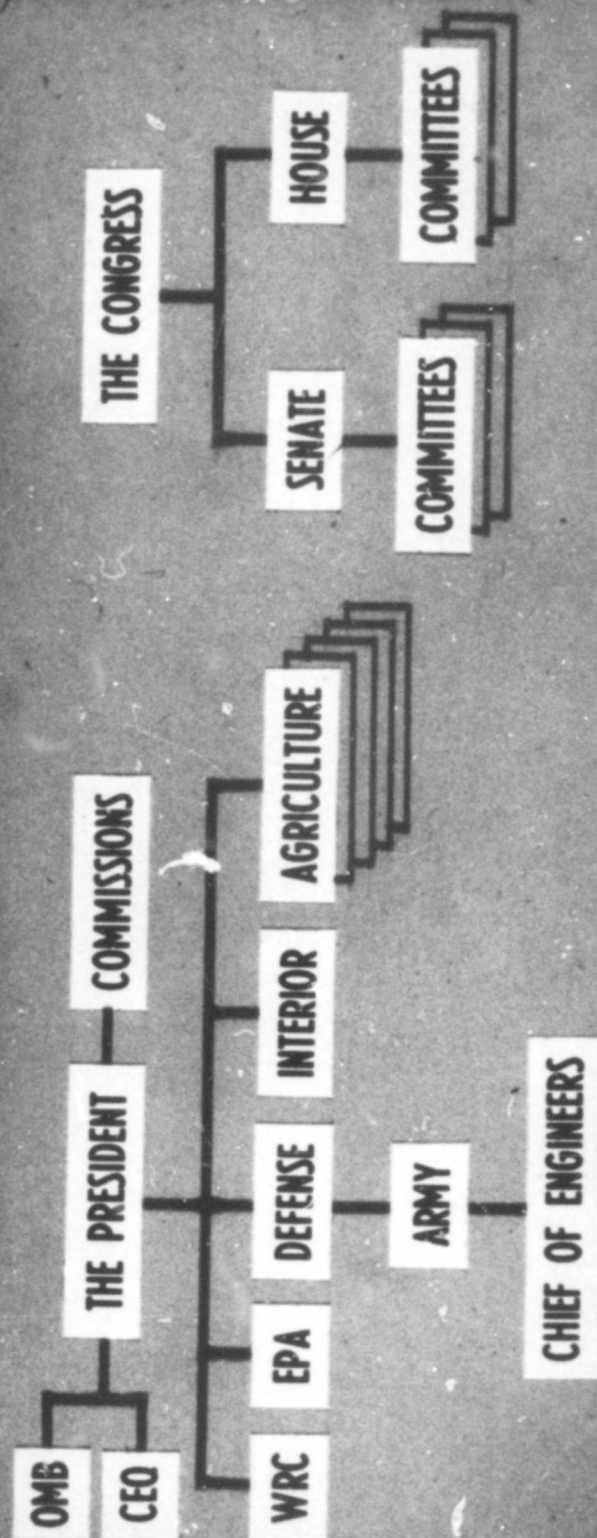 OMB
CEQ
THE PRESIDENT
COMMISSIONS
WRC
EPA
DEFENSE
INTERIOR
AGRICULTURE
ARMY
CHIEF OF ENGINEERS
THE CONGRESS
SENATE
HOUSE
COMMITTEES
COMMITTEES